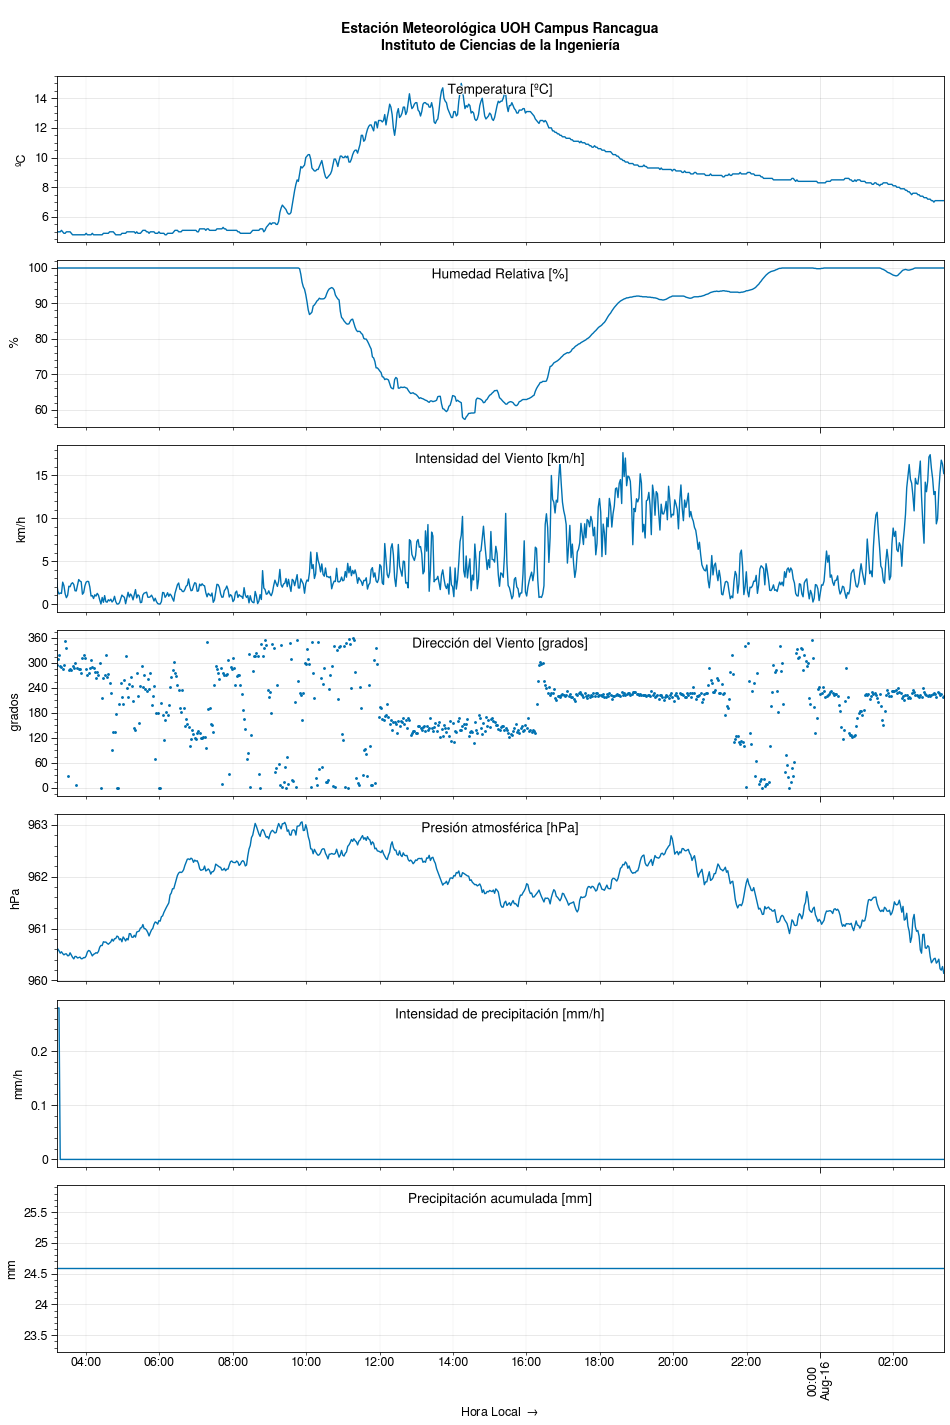 Estación Meteorológica UOH Campus Rancagua
Instituto de Ciencias de la Ingeniería
Temperatura [ºC]
ºC
14
12
10
8
6
Humedad Relativa [%]
%
100
90
80
70
60
Intensidad del Viento [km/h]
km/h
15
10
5
0
Dirección del Viento [grados]
grados
360
300
240
180
120
60
0
Presión atmosférica [hPa]
hPa
963
962
961
960
Intensidad de precipitación [mm/h]
mm/h
0.2
0.1
0
Precipitación acumulada [mm]
mm
25.5
25
24.5
24
23.5
04:00 06:00 08:00 10:00 12:00 14:00 16:00 18:00 20:00 22:00 00:00 02:00
Aug-16
Hora Local →